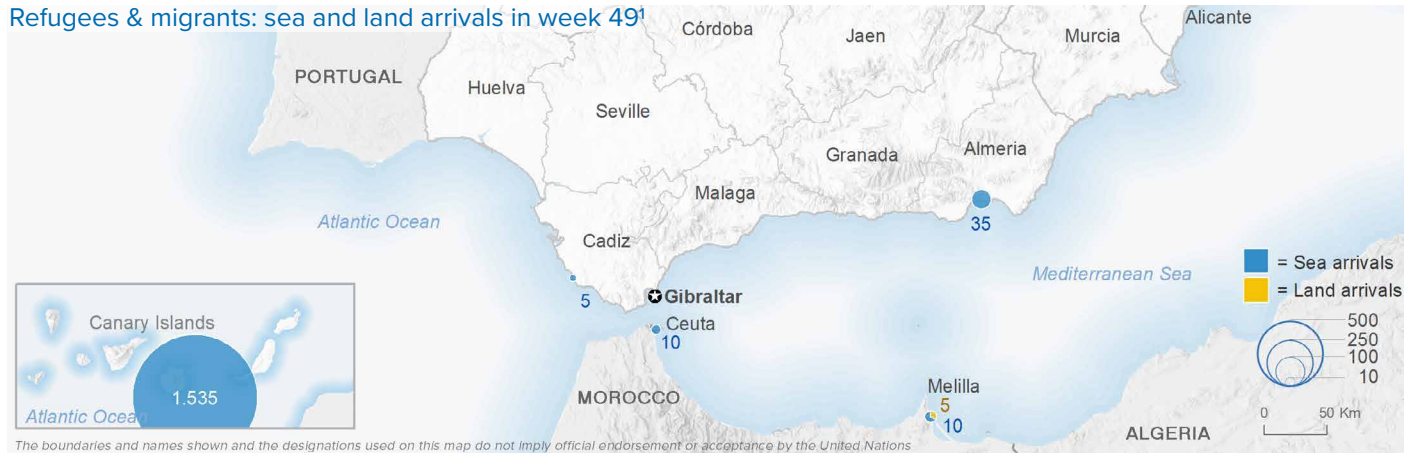 Refugees & migrants: sea and land arrivals in week 49¹
Alicante
Córdoba
Jaen
Murcia
PORTUGAL
Huelva
Seville
Granada
Almeria
Malaga
Atlantic Ocean
35
Cadiz
Mediterranean Sea
= Sea arrivals
= Land arrivals
5
Gibraltar
Ceuta
10
500
250
100
10
Canary Islands
1.535
Atlantic Ocean
MOROCCO
Melilla
5
10
0 50 Km
ALGERIA
The boundaries and names shown and the designations used on this map do not imply official endorsement or acceptance by the United Nations